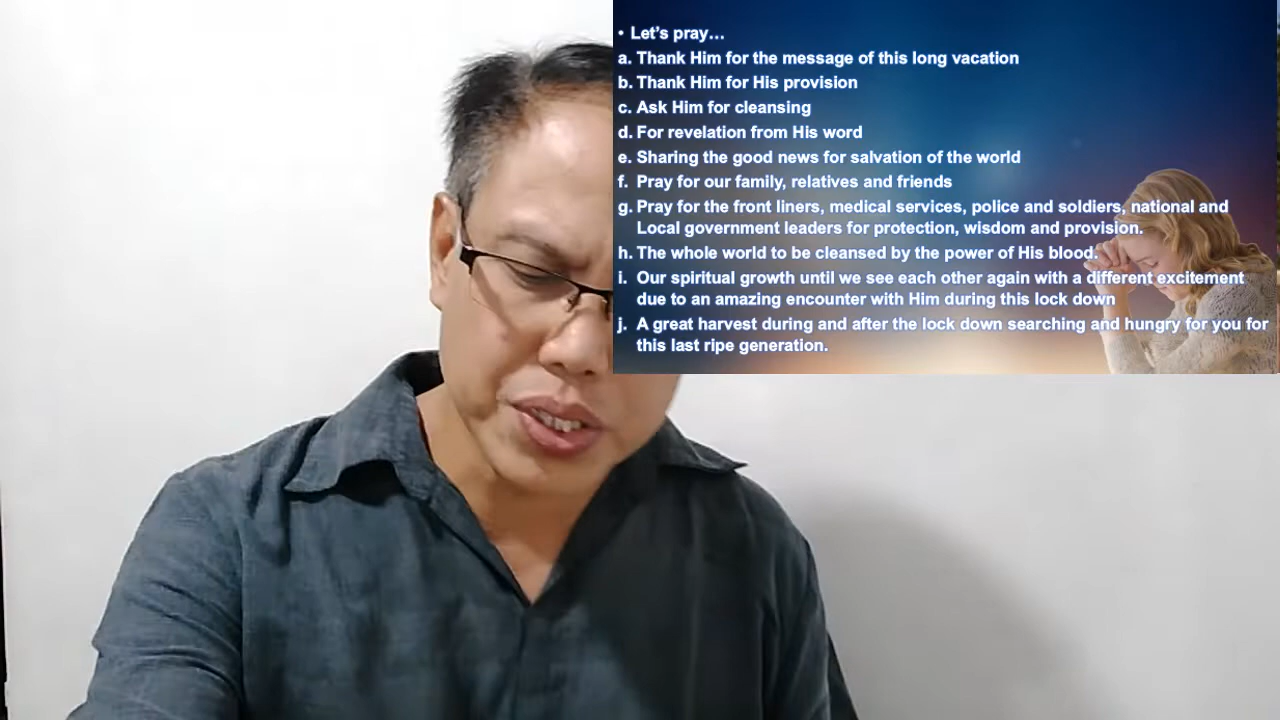 • Let's pray...
a. Thank Him for the message of this long vacation
b. Thank Him for His provision
c. Ask Him for cleansing
d. For revelation from His word
e. Sharing the good news for salvation of the world
f. Pray for our family, relatives and friends
g. Pray for the front liners, medical services, police and soldiers, national and
Local government leaders for protection, wisdom and provision.
h. The whole world to be cleansed by the power of His blood.
i. Our spiritual growth until we see each other again with a different excitement
due to an amazing encounter with Him during this lock down
j. A great harvest during and after the lock down searching and hungry for you for
this last ripe generation.